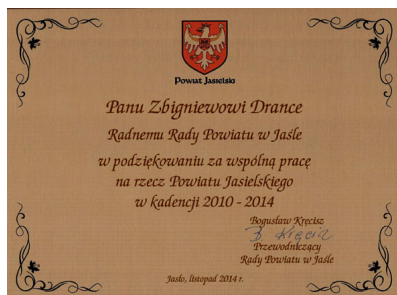 Powiat Jasielski
Panu Zbigniewowi Drance
Radnemu Rady Powiatu w Jaśle
w podziękowaniu za wspólną pracę
na rzecz Powiatu Jasielskiego
w kadencji 2010 - 2014
Bogusław Kręcisz
B Kręcisz
Przewodniczący
Rady Powiatu w Jaśle
Jasło, listopad 2014 r.